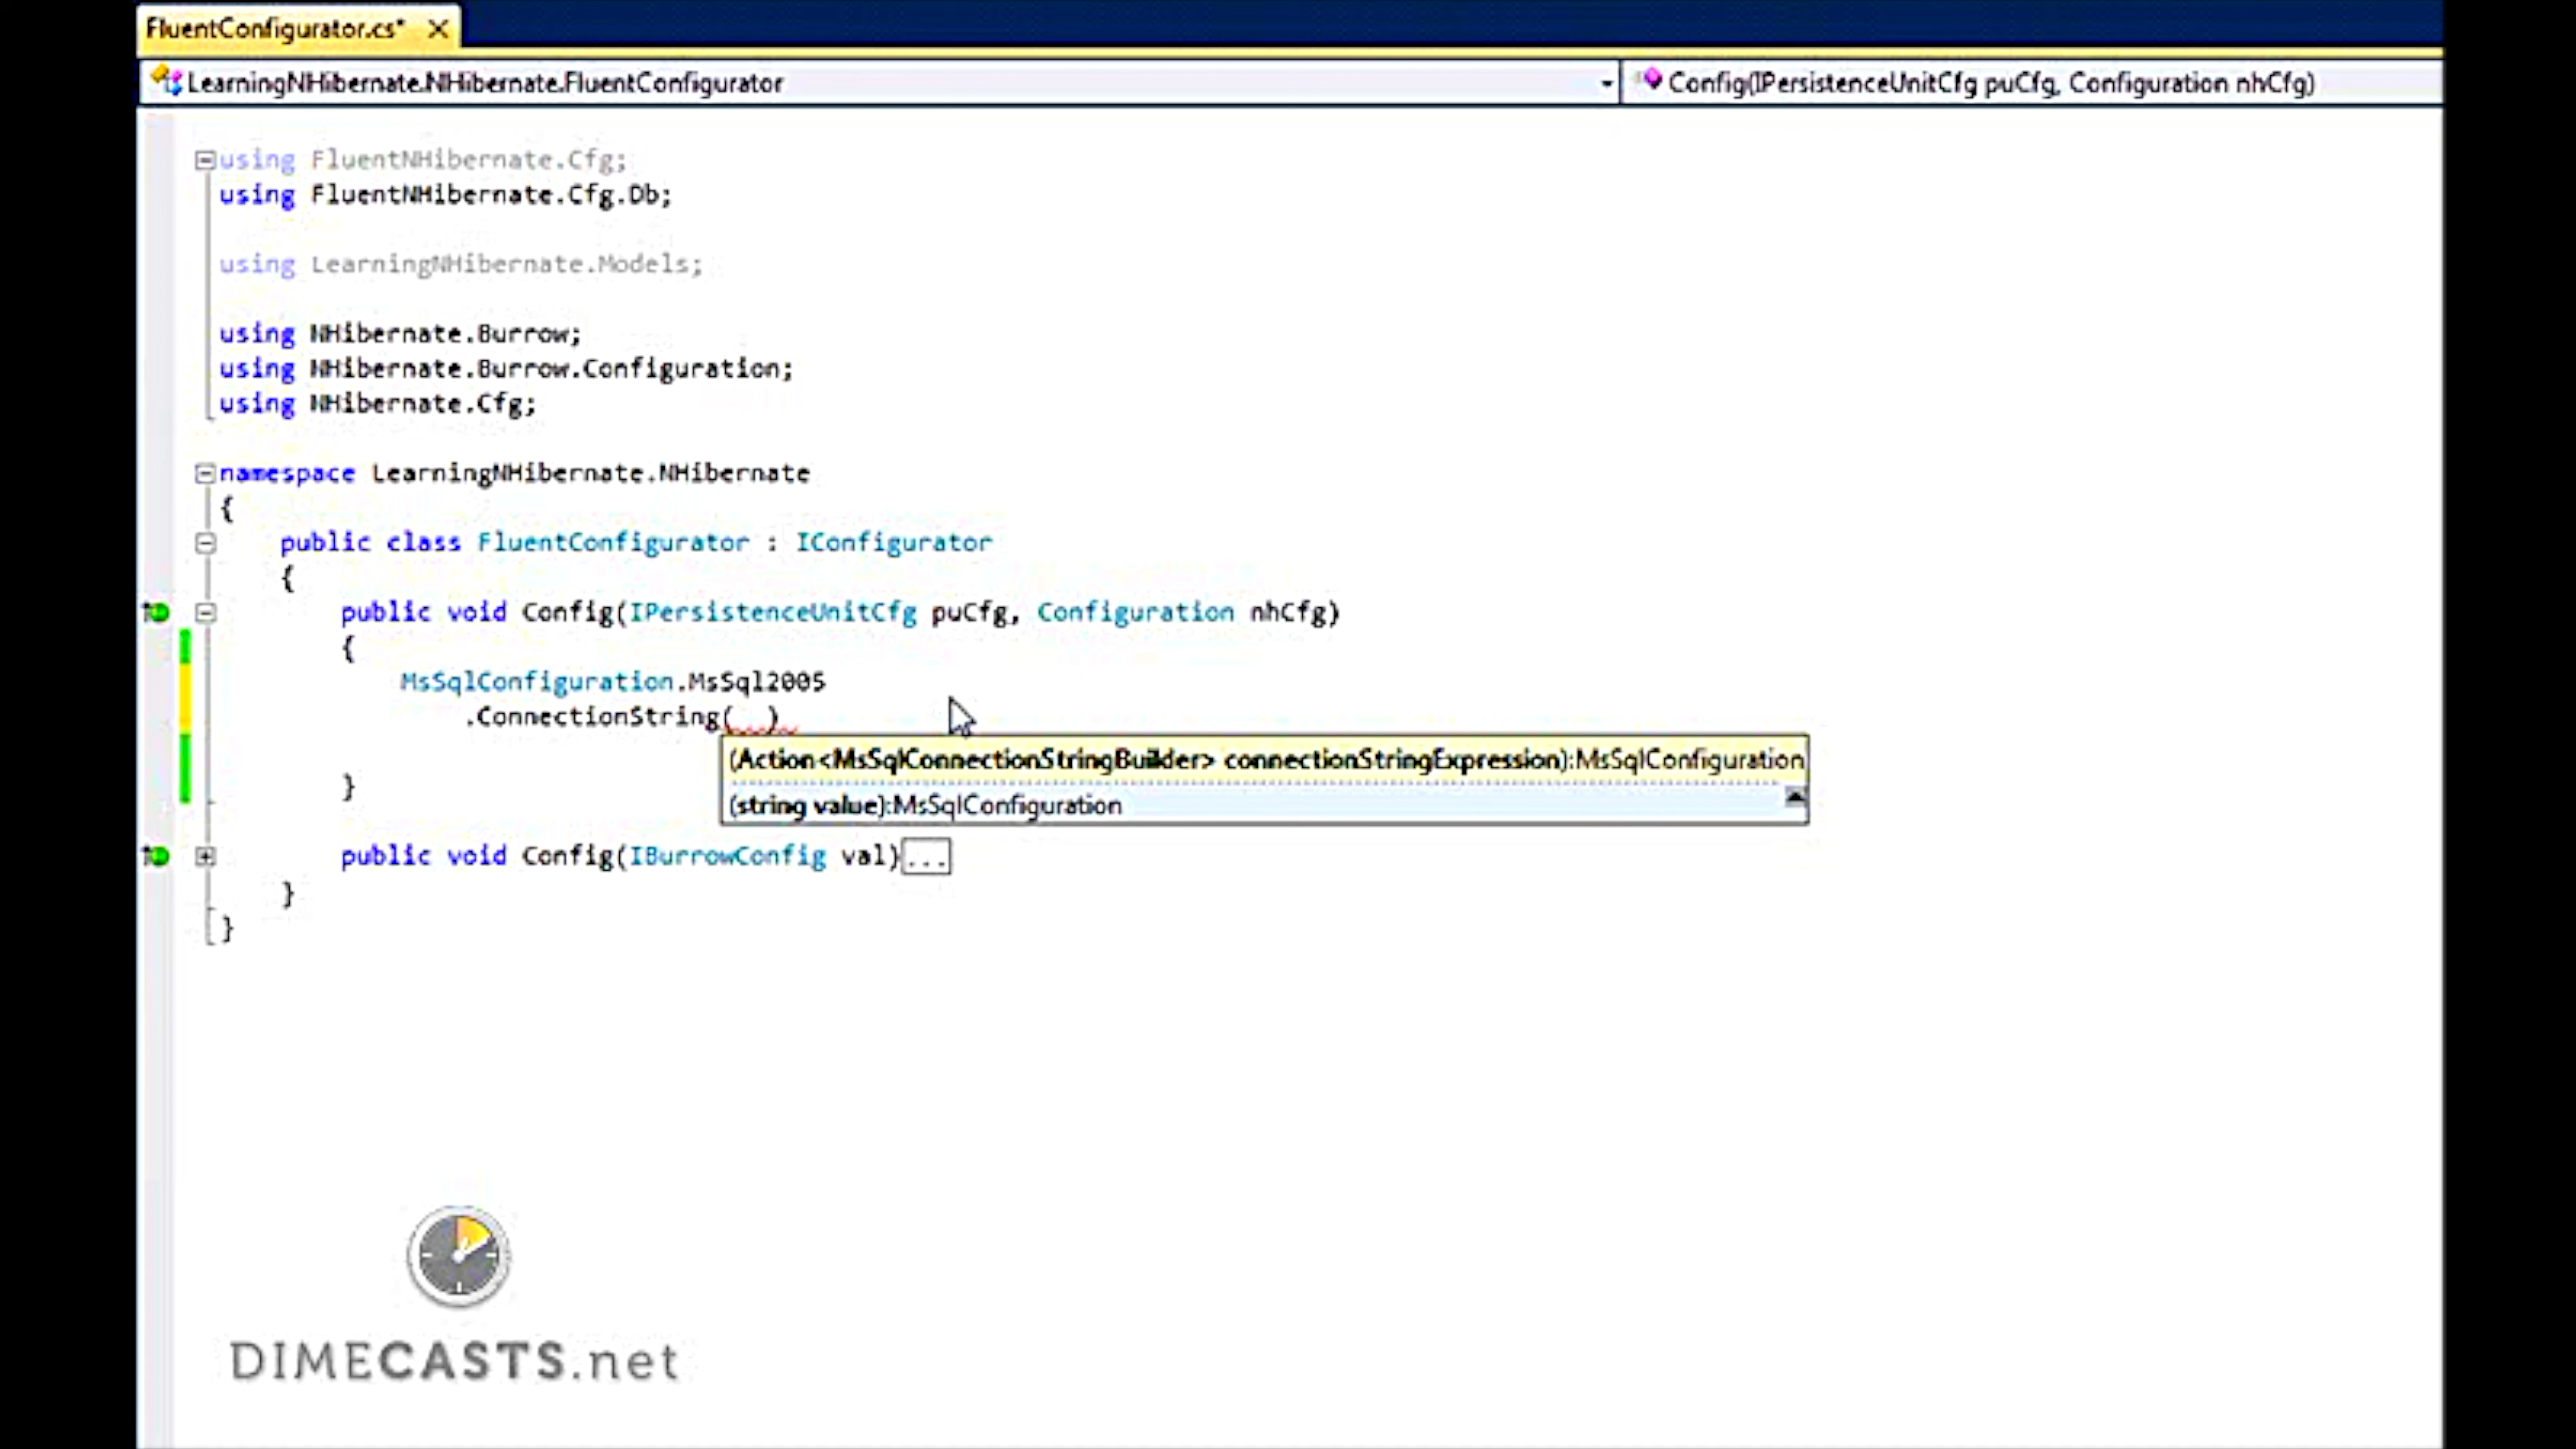 FluentConfigurator.cs* X
LearningNHibernate.NHibernate.FluentConfigurator
Config(IPersistenceUnitCfg puCfg, Configuration nhCfg)
using FluentNHibernate.Cfg;
using FluentNHibernate.Cfg.Db;
using LearningNHibernate.Models;
using NHibernate.Burrow;
using NHibernate.Burrow.Configuration;
using NHibernate.Cfg;
namespace LearningNHibernate.NHibernate
{
public class FluentConfigurator : IConfigurator
{
public void Config(IPersistenceUnitCfg puCfg, Configuration nhCfg)
{
MsSqlConfiguration.MsSql2005
.ConnectionString(  )
(Action<MsSqlConnectionStringBuilder> connectionStringExpression):MsSqlConfiguration
(string value):MsSqlConfiguration
}
public void Config(IBurrowConfig val)...
}
}
DIMECASTS.net